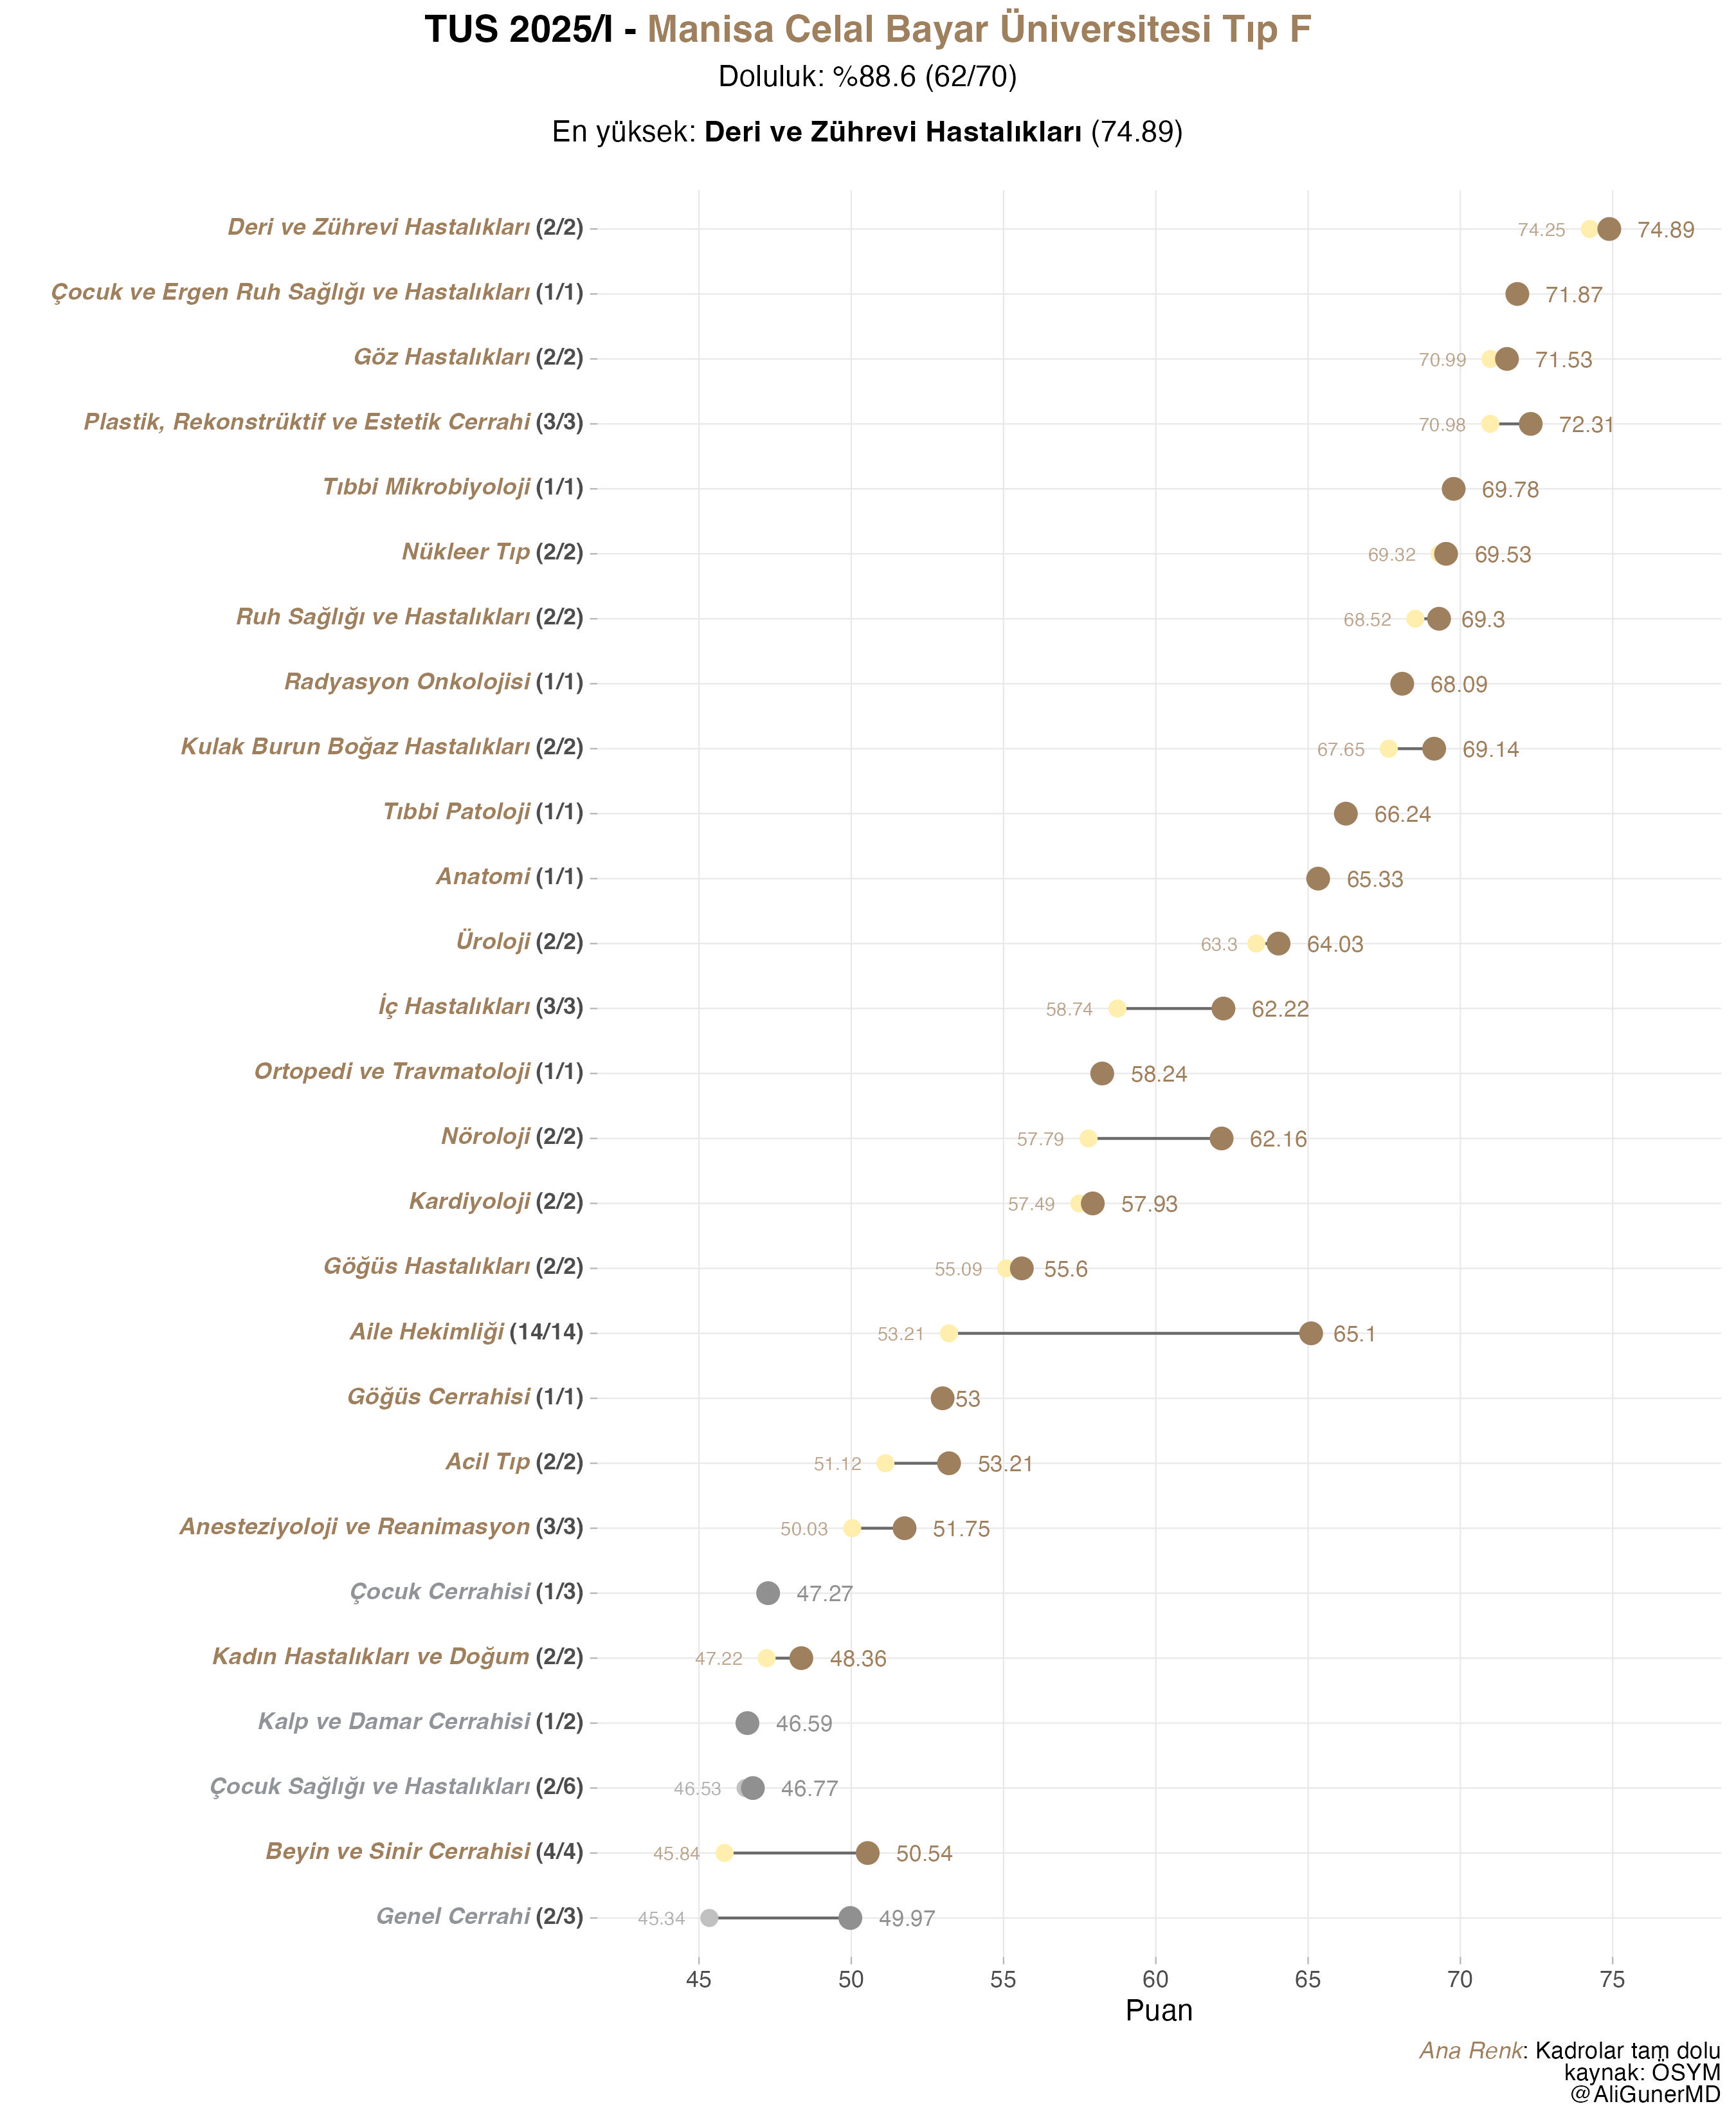 TUS 2025/I - Manisa Celal Bayar Üniversitesi Tıp F
Doluluk: %88.6 (62/70)
En yüksek: Deri ve Zührevi Hastalıkları (74.89)
Deri ve Zührevi Hastalıkları (2/2) 74.25 74.89
Çocuk ve Ergen Ruh Sağlığı ve Hastalıkları (1/1) 71.87
Göz Hastalıkları (2/2) 70.99 71.53
Plastik, Rekonstrüktif ve Estetik Cerrahi (3/3) 70.98 72.31
Tıbbi Mikrobiyoloji (1/1) 69.78
Nükleer Tıp (2/2) 69.32 69.53
Ruh Sağlığı ve Hastalıkları (2/2) 68.52 69.3
Radyasyon Onkolojisi (1/1) 68.09
Kulak Burun Boğaz Hastalıkları (2/2) 67.65 69.14
Tıbbi Patoloji (1/1) 66.24
Anatomi (1/1) 65.33
Üroloji (2/2) 63.3 64.03
İç Hastalıkları (3/3) 58.74 62.22
Ortopedi ve Travmatoloji (1/1) 58.24
Nöroloji (2/2) 57.79 62.16
Kardiyoloji (2/2) 57.49 57.93
Göğüs Hastalıkları (2/2) 55.09 55.6
Aile Hekimliği (14/14) 53.21 65.1
Göğüs Cerrahisi (1/1) 53
Acil Tıp (2/2) 51.12 53.21
Anesteziyoloji ve Reanimasyon (3/3) 50.03 51.75
Çocuk Cerrahisi (1/3) 47.27
Kadın Hastalıkları ve Doğum (2/2) 47.22 48.36
Kalp ve Damar Cerrahisi (1/2) 46.59
Çocuk Sağlığı ve Hastalıkları (2/6) 46.53 46.77
Beyin ve Sinir Cerrahisi (4/4) 45.84 50.54
Genel Cerrahi (2/3) 45.34 49.97
45 50 55 60 65 70 75
Puan
Ana Renk: Kadrolar tam dolu
kaynak: ÖSYM
@AliGunerMD